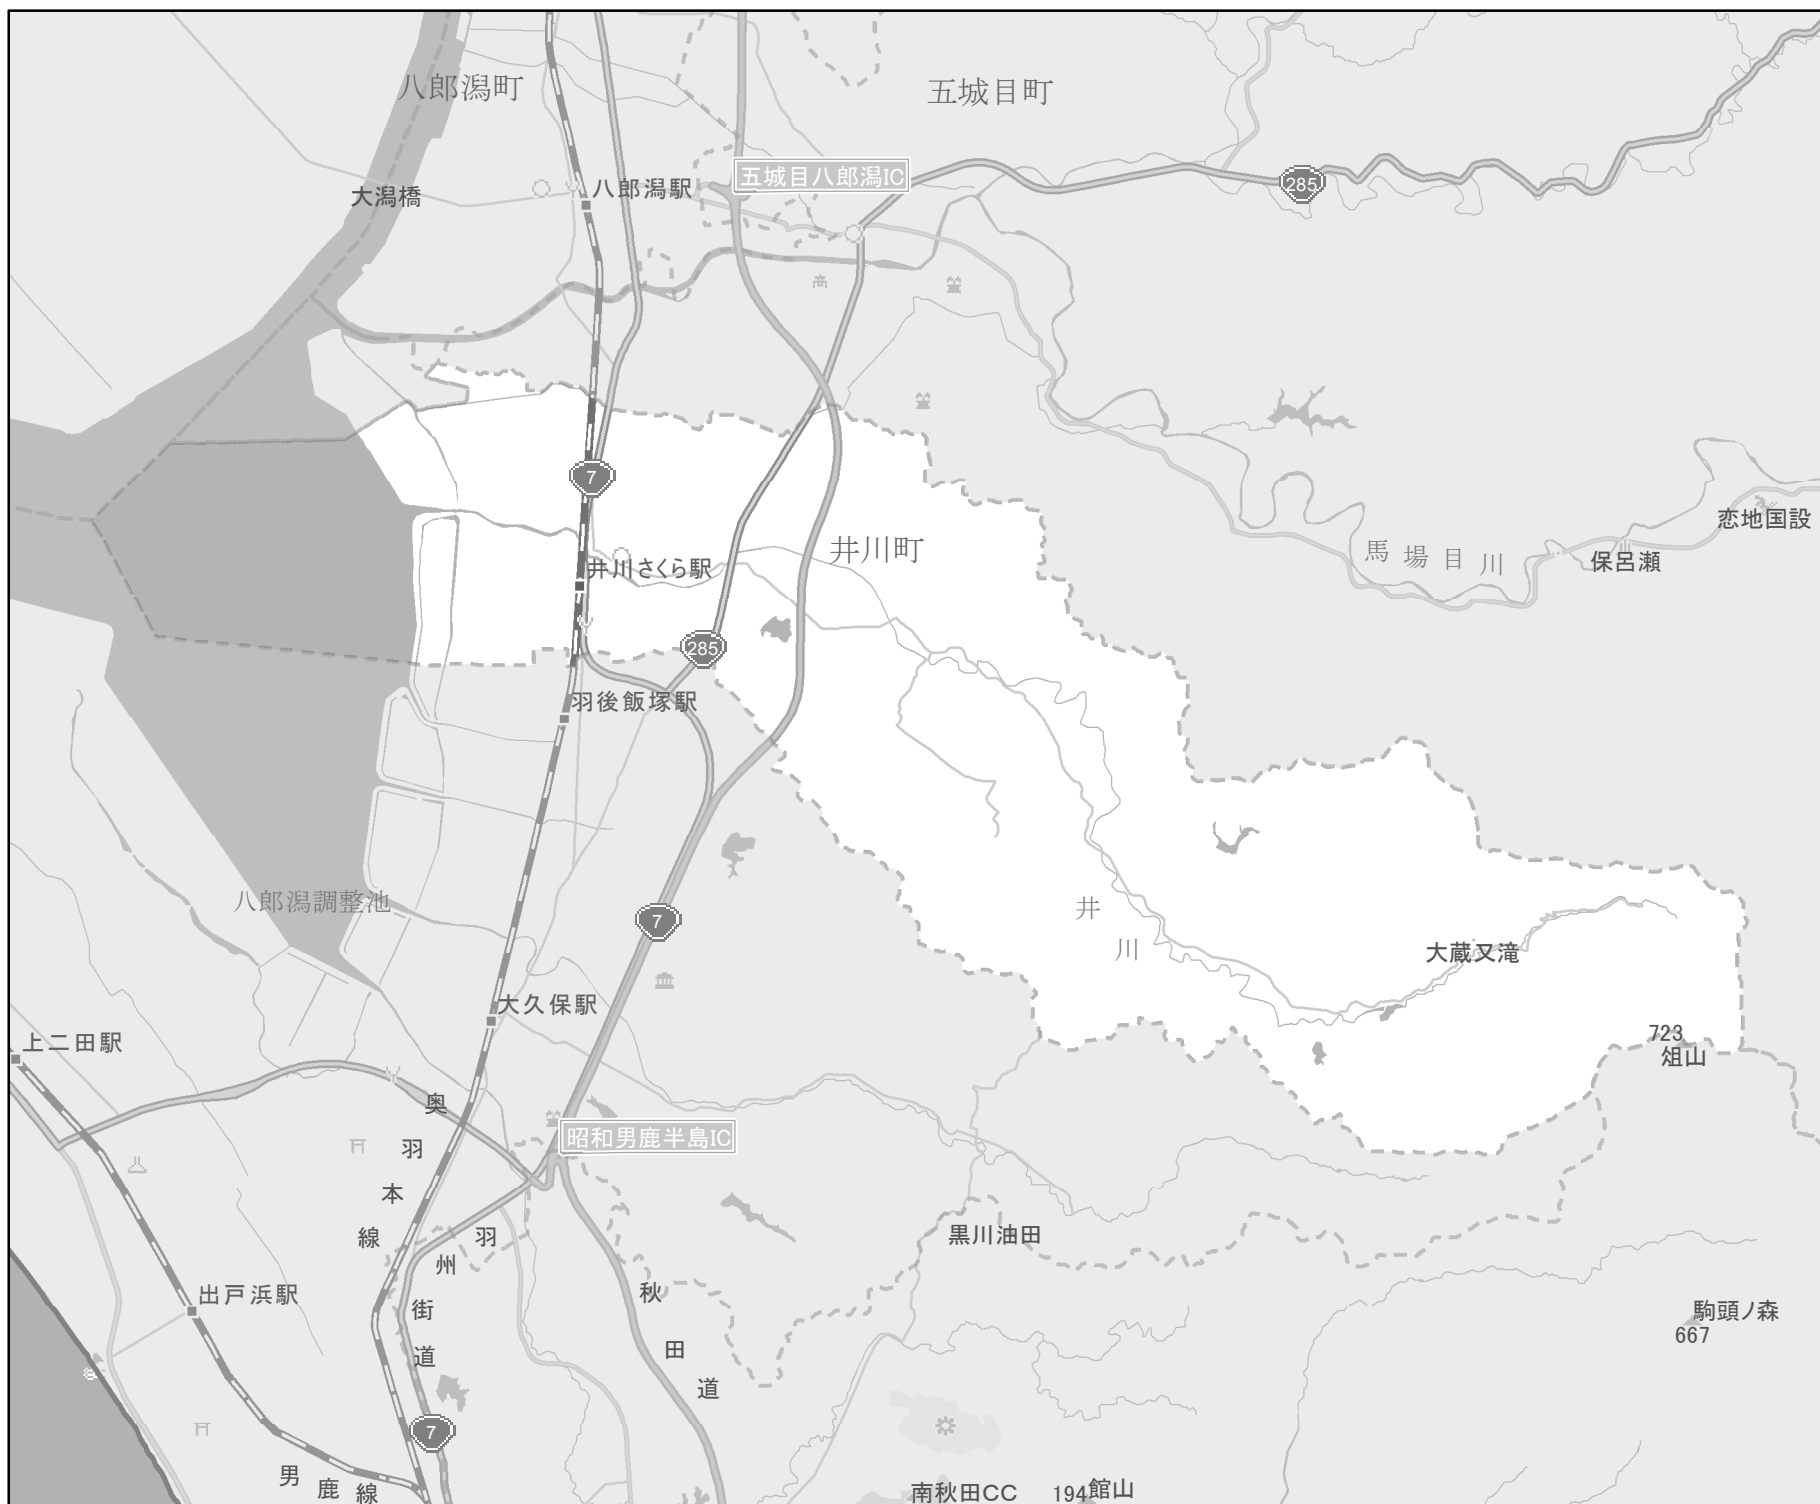 八郎潟町
五城目町
五城目八郎潟IC
285
八郎潟駅
大潟橋
7
恋地国設
井川町
馬場目川
保呂瀬
井川さくら駅
285
羽後飯塚駅
八郎潟調整池
7
井川
大蔵又滝
大久保駅
723
俎山
上二田駅
奥羽本線
昭和男鹿半島IC
羽州街道
黒川油田
出戸浜駅
秋田道
駒頭ノ森
667
7
男鹿線
南秋田CC
194館山